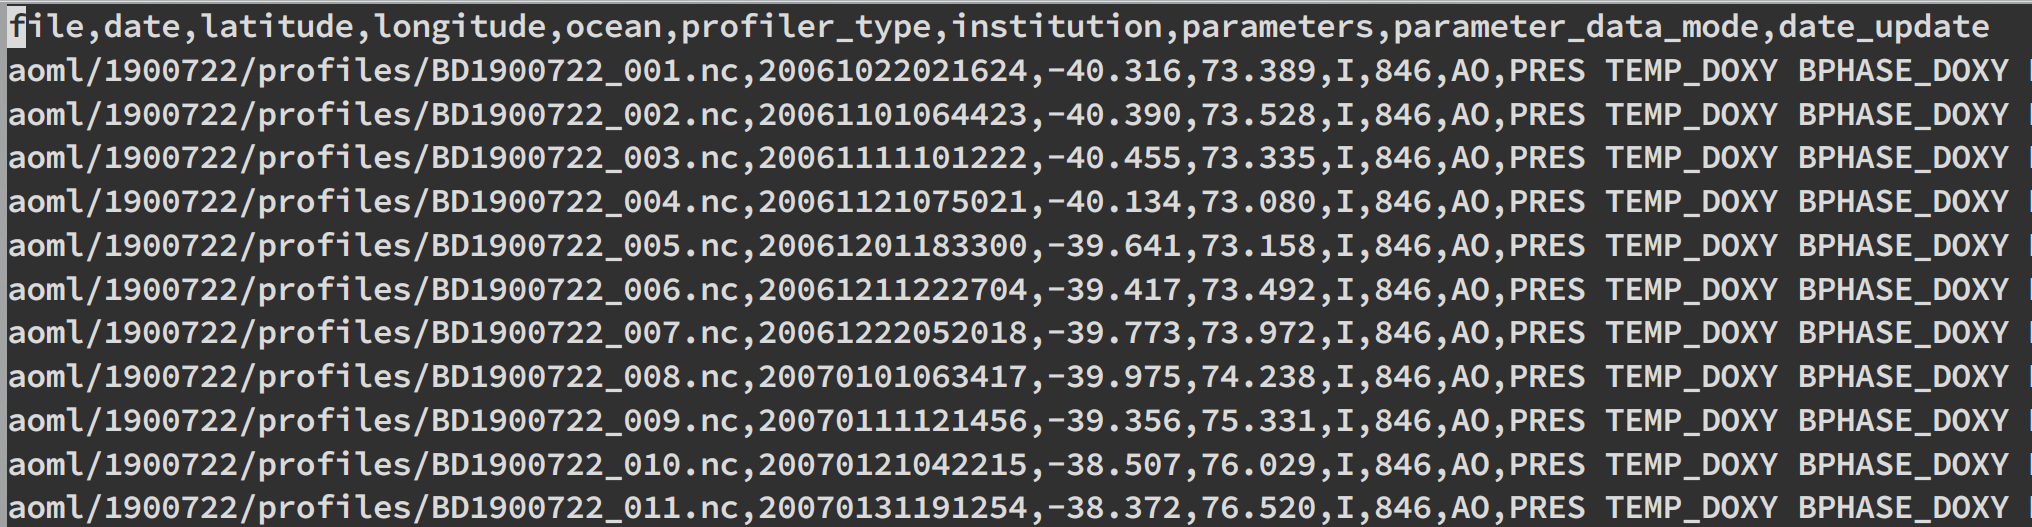 file,date,latitude,longitude,ocean,profiler_type,institution,parameters,parameter_data_mode,date_update
aoml/1900722/profiles/BD1900722_001.nc,20061022021624,-40.316,73.389,I,846,AO,PRES TEMP_DOXY BPHASE_DOXY
aoml/1900722/profiles/BD1900722_002.nc,20061101064423,-40.390,73.528,I,846,AO,PRES TEMP_DOXY BPHASE_DOXY
aoml/1900722/profiles/BD1900722_003.nc,20061111101222,-40.455,73.335,I,846,AO,PRES TEMP_DOXY BPHASE_DOXY
aoml/1900722/profiles/BD1900722_004.nc,20061121075021,-40.134,73.080,I,846,AO,PRES TEMP_DOXY BPHASE_DOXY
aoml/1900722/profiles/BD1900722_005.nc,20061201183300,-39.641,73.158,I,846,AO,PRES TEMP_DOXY BPHASE_DOXY
aoml/1900722/profiles/BD1900722_006.nc,20061211222704,-39.417,73.492,I,846,AO,PRES TEMP_DOXY BPHASE_DOXY
aoml/1900722/profiles/BD1900722_007.nc,20061222052018,-39.773,73.972,I,846,AO,PRES TEMP_DOXY BPHASE_DOXY
aoml/1900722/profiles/BD1900722_008.nc,20070101063417,-39.975,74.238,I,846,AO,PRES TEMP_DOXY BPHASE_DOXY
aoml/1900722/profiles/BD1900722_009.nc,20070111121456,-39.356,75.331,I,846,AO,PRES TEMP_DOXY BPHASE_DOXY
aoml/1900722/profiles/BD1900722_010.nc,20070121042215,-38.507,76.029,I,846,AO,PRES TEMP_DOXY BPHASE_DOXY
aoml/1900722/profiles/BD1900722_011.nc,20070131191254,-38.372,76.520,I,846,AO,PRES TEMP_DOXY BPHASE_DOXY